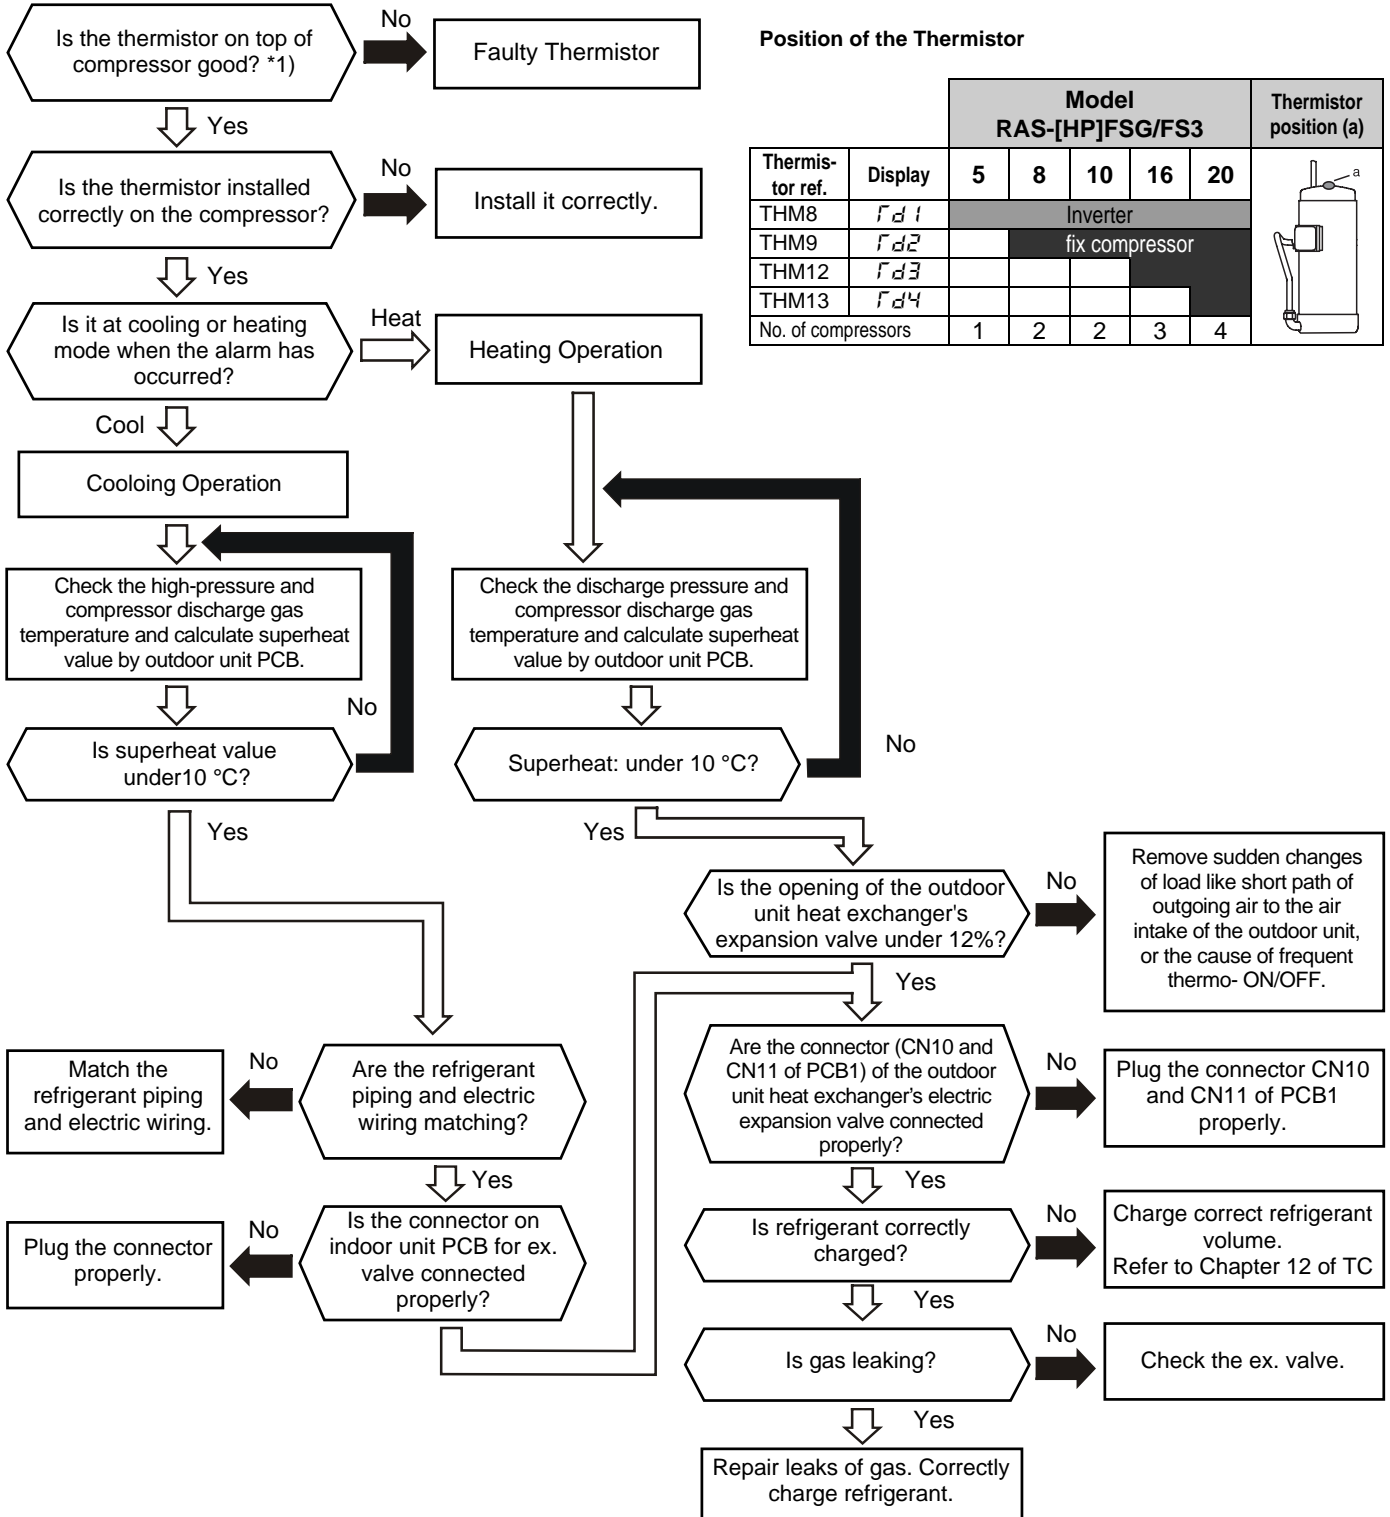 Is the thermistor on top of
compressor good? *1)
No
Faulty Thermistor
Yes
Is the thermistor installed
correctly on the compressor?
No
Install it correctly.
Yes
Is it at cooling or heating
mode when the alarm has
occurred?
Heat
Heating Operation
Cool
Cooloing Operation
Check the high-pressure and
compressor discharge gas
temperature and calculate superheat
value by outdoor unit PCB.
No
Is superheat value
under10 °C?
Yes
Check the discharge pressure and
compressor discharge gas
temperature and calculate superheat
value by outdoor unit PCB.
No
Superheat: under 10 °C?
Yes
Position of the Thermistor
Model
RAS-[HP]FSG/FS3
Thermistor
position (a)
Thermis-
tor ref.
Display
5
8
10
16
20
a
THM8
Td1
Inverter
THM9
Td2
fix compressor
THM12
Td3
THM13
Td4
No. of compressors
1
2
2
3
4
Is the opening of the outdoor
unit heat exchanger's
expansion valve under 12%?
No
Remove sudden changes
of load like short path of
outgoing air to the air
intake of the outdoor unit,
or the cause of frequent
thermo- ON/OFF.
Yes
Are the refrigerant
piping and electric
wiring matching?
No
Match the
refrigerant piping
and electric wiring.
Yes
Is the connector on
indoor unit PCB for ex.
valve connected
properly?
No
Plug the connector
properly.
Are the connector (CN10 and
CN11 of PCB1) of the outdoor
unit heat exchanger’s electric
expansion valve connected
properly?
No
Plug the connector CN10
and CN11 of PCB1
properly.
Yes
Is refrigerant correctly
charged?
No
Charge correct refrigerant
volume.
Refer to Chapter 12 of TC
Yes
Is gas leaking?
No
Check the ex. valve.
Yes
Repair leaks of gas. Correctly
charge refrigerant.